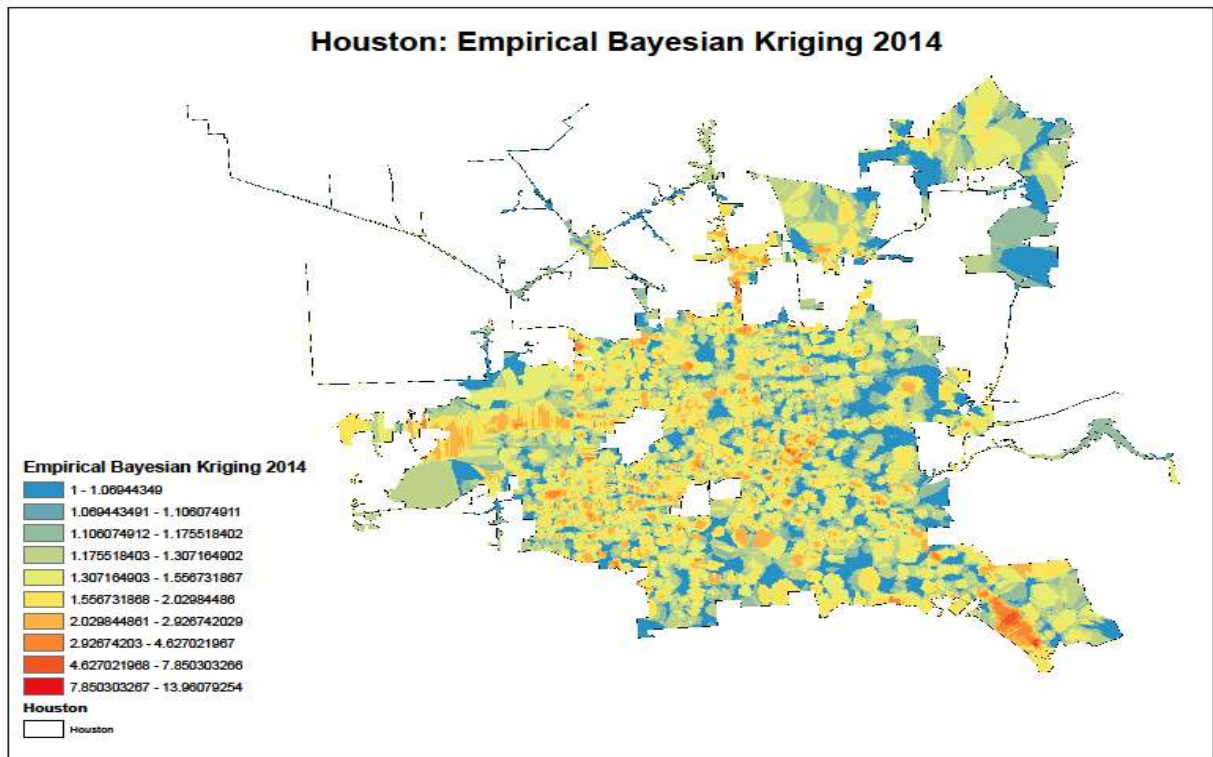 Houston: Empirical Bayesian Kriging 2014
Empirical Bayesian Kriging 2014
1 - 1.06944349
1.069443491 - 1.106074911
1.106074912 - 1.175518402
1.175518403 - 1.307164902
1.307164903 - 1.556731867
1.556731868 - 2.02984486
2.029844861 - 2.926742029
2.92674203 - 4.627021967
4.627021968 - 7.850303266
7.850303267 - 13.96079254
Houston
Houston